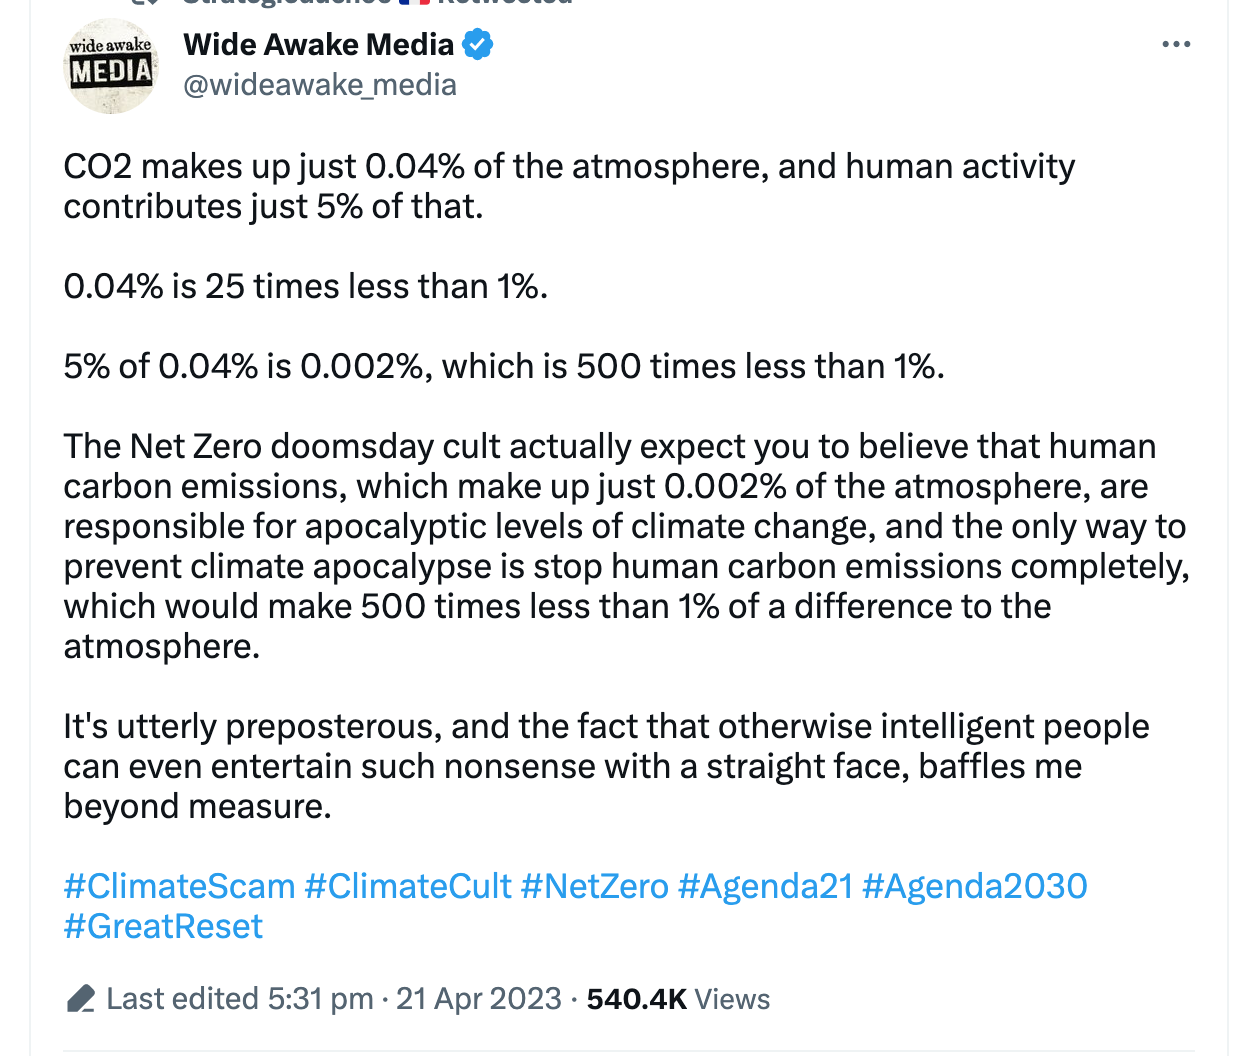 Strategicduchoc 🇫🇷 Retweeted
wide awake
MEDIA
Wide Awake Media
@wideawake_media
CO2 makes up just 0.04% of the atmosphere, and human activity
contributes just 5% of that.
0.04% is 25 times less than 1%.
5% of 0.04% is 0.002%, which is 500 times less than 1%.
The Net Zero doomsday cult actually expect you to believe that human
carbon emissions, which make up just 0.002% of the atmosphere, are
responsible for apocalyptic levels of climate change, and the only way to
prevent climate apocalypse is stop human carbon emissions completely,
which would make 500 times less than 1% of a difference to the
atmosphere.
It's utterly preposterous, and the fact that otherwise intelligent people
can even entertain such nonsense with a straight face, baffles me
beyond measure.
#ClimateScam #ClimateCult #NetZero #Agenda21 #Agenda2030
#GreatReset
Last edited 5:31 pm · 21 Apr 2023 · 540.4K Views